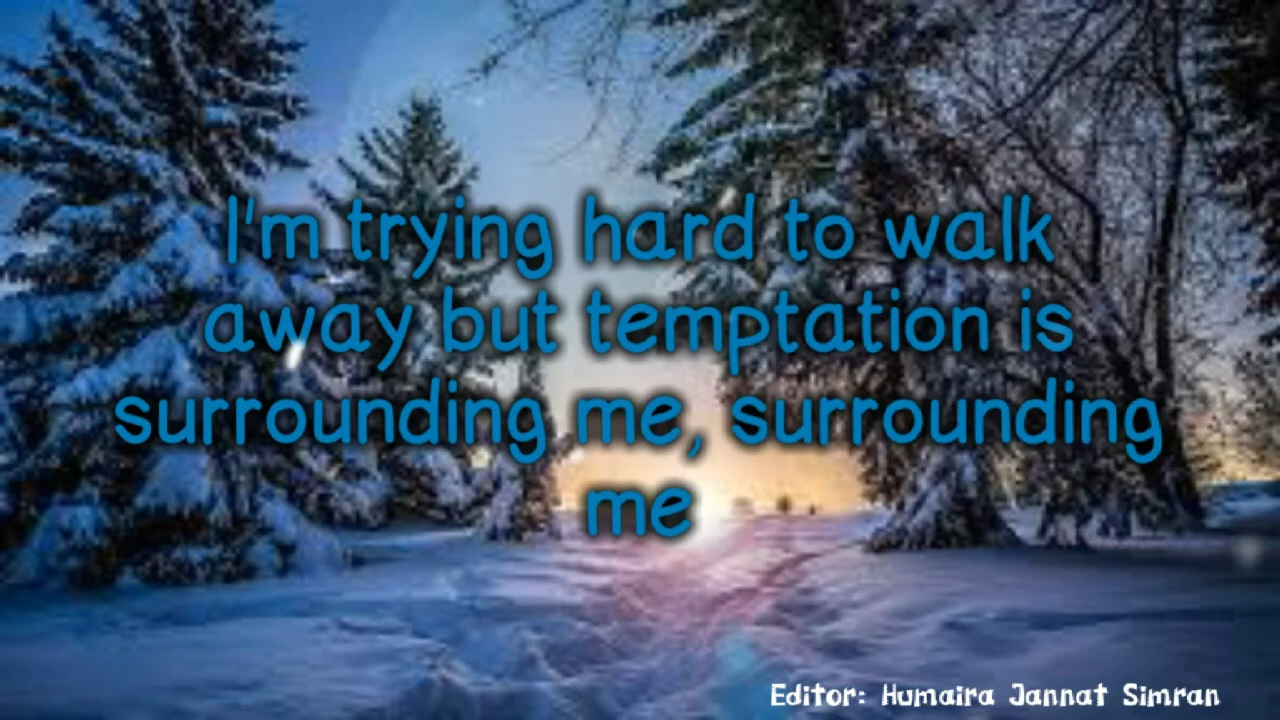 I'm trying hard to walk
away but temptation is
surrounding me, surrounding
me
Editor: Humaira Jannat Simran